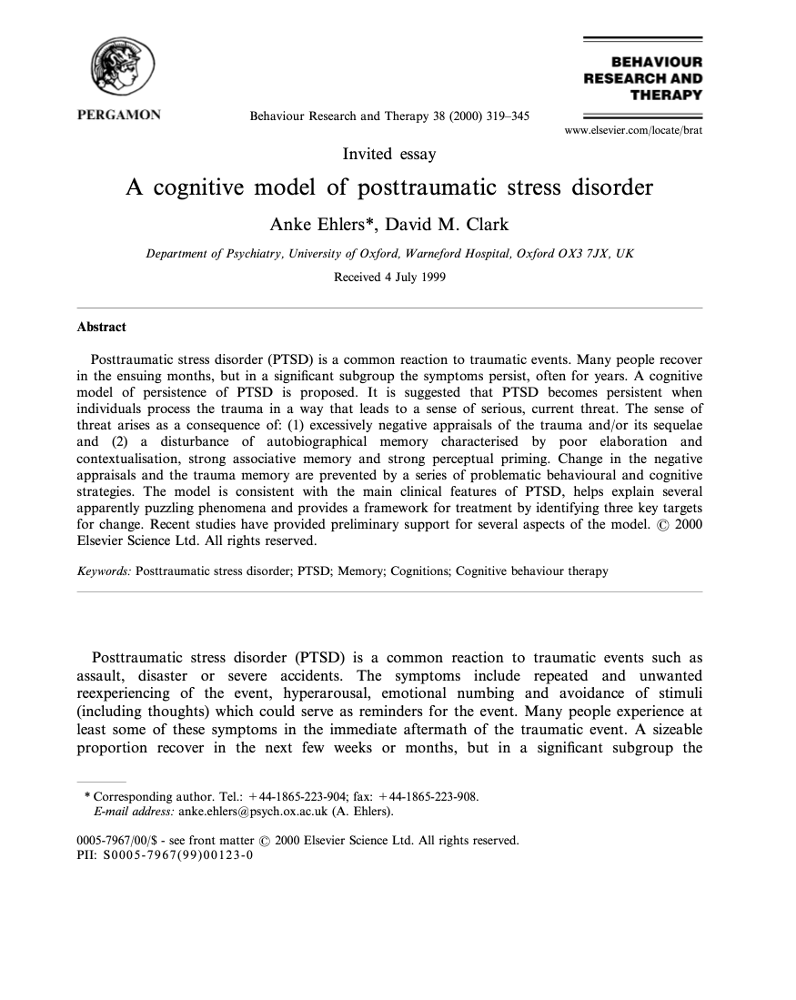 PERGAMON
BEHAVIOUR
RESEARCH AND
THERAPY
Behaviour Research and Therapy 38 (2000) 319–345
www.elsevier.com/locate/brat
Invited essay
A cognitive model of posttraumatic stress disorder
Anke Ehlers*, David M. Clark
Department of Psychiatry, University of Oxford, Warneford Hospital, Oxford OX3 7JX, UK
Received 4 July 1999
Abstract
Posttraumatic stress disorder (PTSD) is a common reaction to traumatic events. Many people recover
in the ensuing months, but in a significant subgroup the symptoms persist, often for years. A cognitive
model of persistence of PTSD is proposed. It is suggested that PTSD becomes persistent when
individuals process the trauma in a way that leads to a sense of serious, current threat. The sense of
threat arises as a consequence of: (1) excessively negative appraisals of the trauma and/or its sequelae
and (2) a disturbance of autobiographical memory characterised by poor elaboration and
contextualisation, strong associative memory and strong perceptual priming. Change in the negative
appraisals and the trauma memory are prevented by a series of problematic behavioural and cognitive
strategies. The model is consistent with the main clinical features of PTSD, helps explain several
apparently puzzling phenomena and provides a framework for treatment by identifying three key targets
for change. Recent studies have provided preliminary support for several aspects of the model. © 2000
Elsevier Science Ltd. All rights reserved.
Keywords: Posttraumatic stress disorder; PTSD; Memory; Cognitions; Cognitive behaviour therapy
Posttraumatic stress disorder (PTSD) is a common reaction to traumatic events such as
assault, disaster or severe accidents. The symptoms include repeated and unwanted
reexperiencing of the event, hyperarousal, emotional numbing and avoidance of stimuli
(including thoughts) which could serve as reminders for the event. Many people experience at
least some of these symptoms in the immediate aftermath of the traumatic event. A sizeable
proportion recover in the next few weeks or months, but in a significant subgroup the
* Corresponding author. Tel.: +44-1865-223-904; fax: +44-1865-223-908.
E-mail address: anke.ehlers@psych.ox.ac.uk (A. Ehlers).
0005-7967/00/$ - see front matter © 2000 Elsevier Science Ltd. All rights reserved.
PII: S0005-7967(99)00123-0